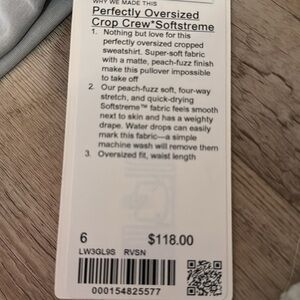 WHY WE MADE THIS
Perfectly Oversized
Crop Crew*Softstreme
1. Nothing but love for this
perfectly oversized cropped
sweatshirt. Super-soft fabric
with a matte, peach-fuzz finish
make this pullover impossible
to take off
2. Our peach-fuzz soft, four-way
stretch, and quick-drying
Softstreme™ fabric feels smooth
next to skin and has a weighty
drape. Water drops can easily
mark this fabric—a simple
machine wash will remove them
3. Oversized fit, waist length
6 $118.00
LW3GL9S RVSN
000154825577